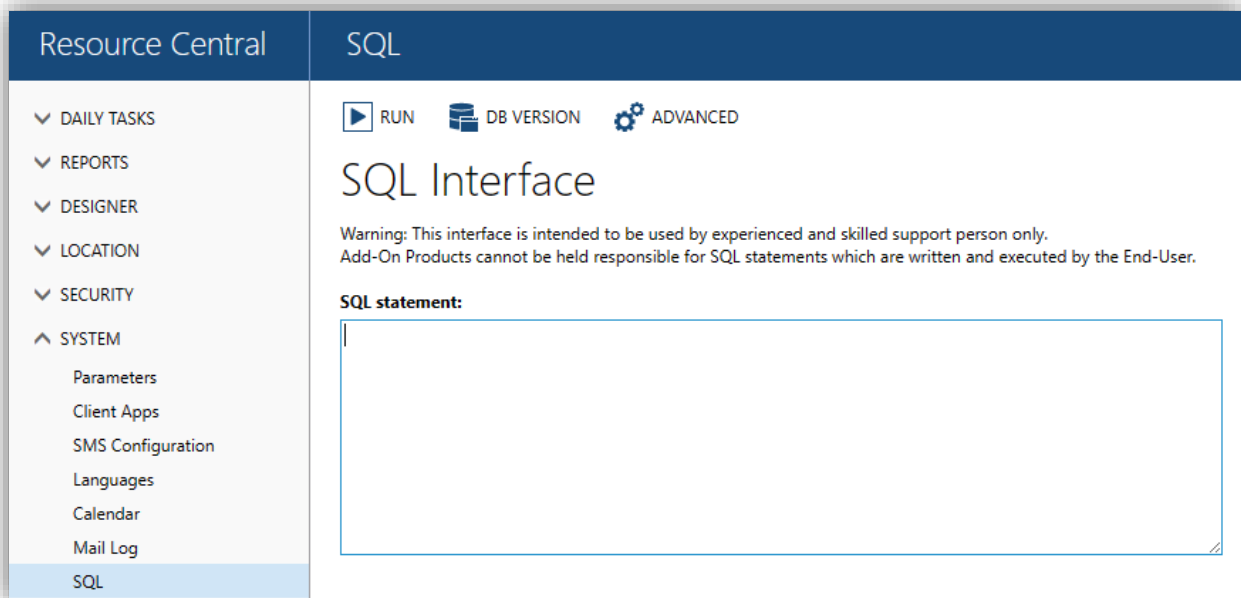 Resource Central
SQL
DAILY TASKS
REPORTS
DESIGNER
LOCATION
SECURITY
SYSTEM
Parameters
Client Apps
SMS Configuration
Languages
Calendar
Mail Log
SQL
RUN
DB VERSION
ADVANCED
SQL Interface
Warning: This interface is intended to be used by experienced and skilled support person only.
Add-On Products cannot be held responsible for SQL statements which are written and executed by the End-User.
SQL statement: